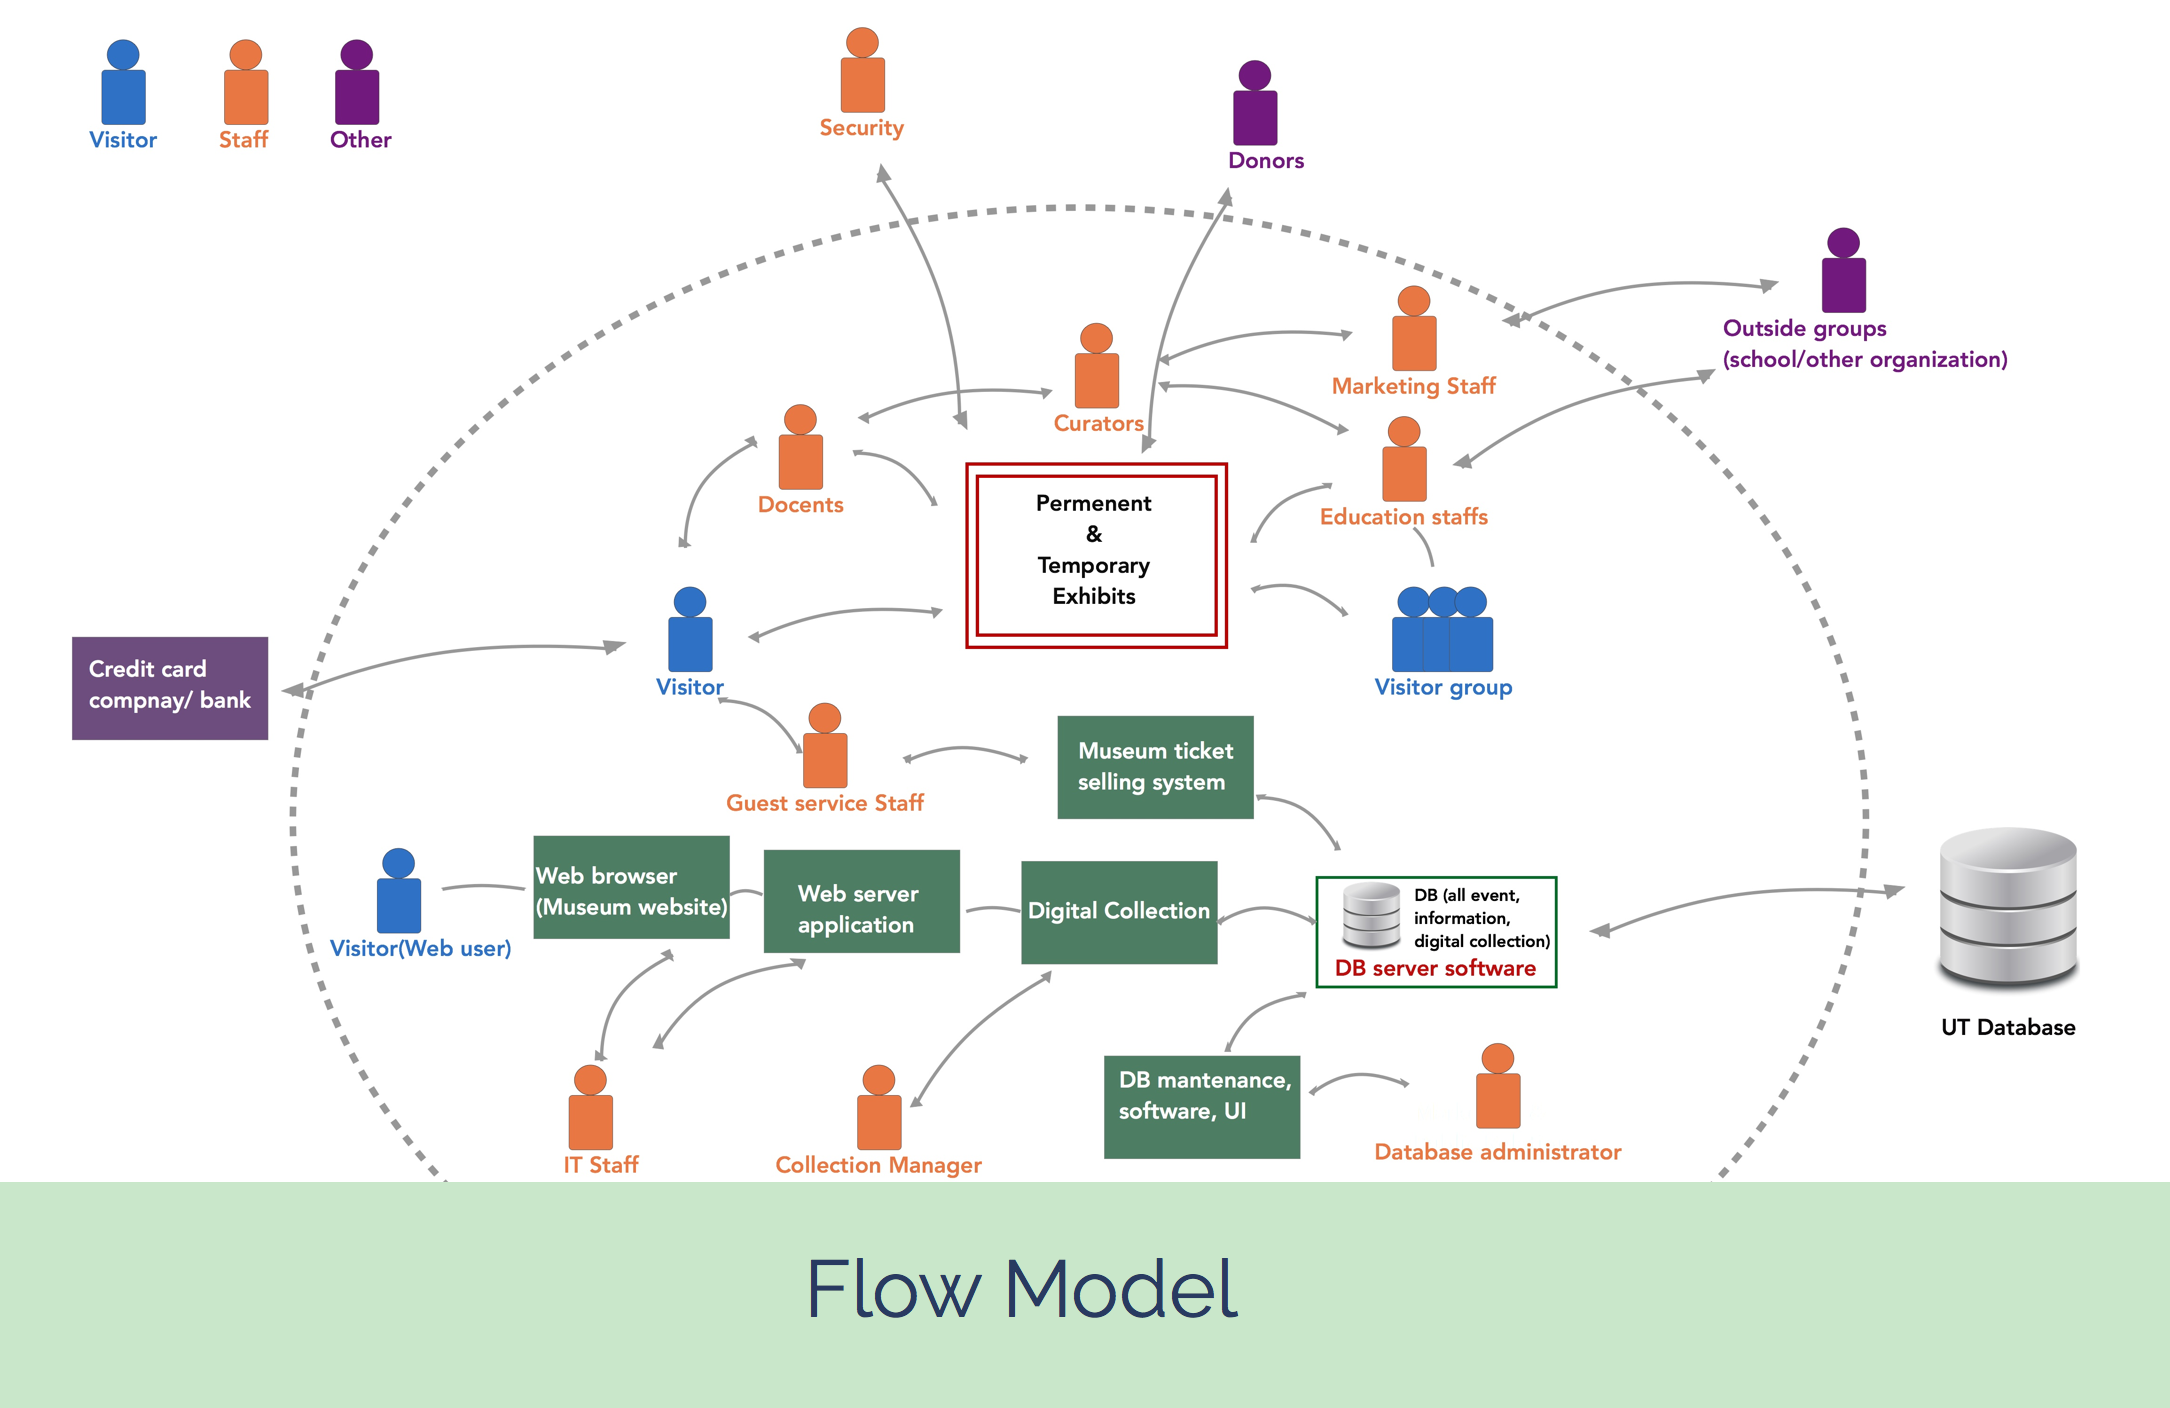 Visitor
Staff
Other
Security
Donors
Outside groups
(school/other organization)
Marketing Staff
Curators
Docents
Education staffs
Permenent
&
Temporary
Exhibits
Credit card
compnay/ bank
Visitor
Visitor group
Guest service Staff
Museum ticket
selling system
Visitor(Web user)
Web browser
(Museum website)
Web server
application
Digital Collection
DB (all event,
information,
digital collection)
DB server software
UT Database
IT Staff
Collection Manager
DB mantenance,
software, UI
Database administrator
Flow Model